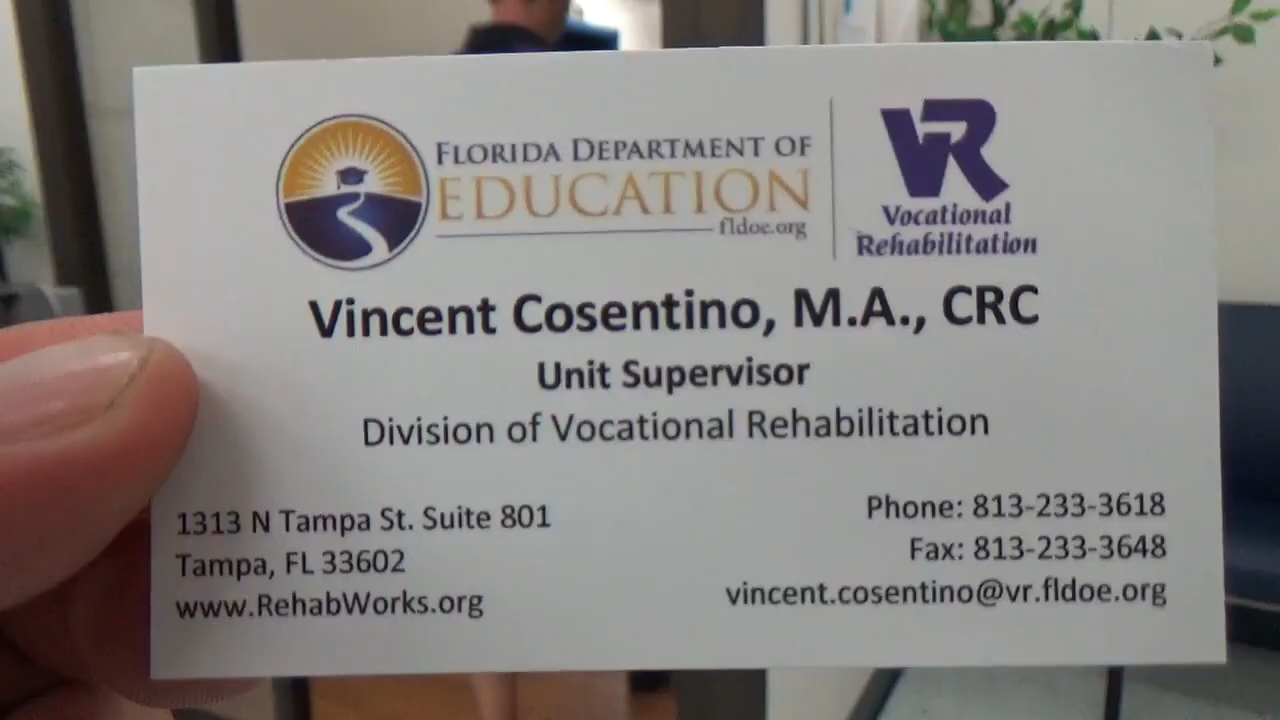 FLORIDA DEPARTMENT OF
EDUCATION
fldoe.org
VR
Vocational
Rehabilitation
Vincent Cosentino, M.A., CRC
Unit Supervisor
Division of Vocational Rehabilitation
1313 N Tampa St. Suite 801
Tampa, FL 33602
www.RehabWorks.org
Phone: 813-233-3618
Fax: 813-233-3648
vincent.cosentino@vr.fldoe.org